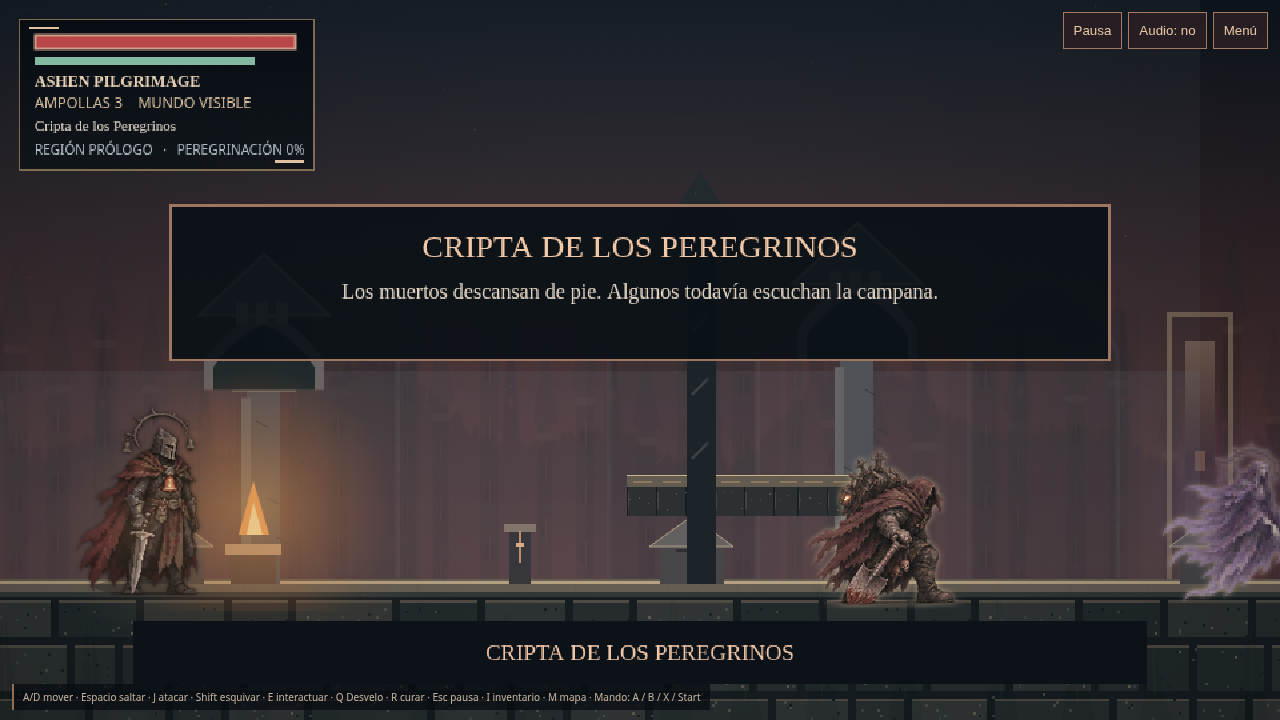 Pausa Audio: no Menú
ASHEN PILGRIMAGE
AMPOLLAS 3 MUNDO VISIBLE
Cripta de los Peregrinos
REGIÓN PRÓLOGO · PEREGRINACIÓN 0%
CRIPTA DE LOS PEREGRINOS
Los muertos descansan de pie. Algunos todavía escuchan la campana.
CRIPTA DE LOS PEREGRINOS
A/D mover · Espacio saltar · J atacar · Shift esquivar · E interactuar · Q Desvelo · R curar · Esc pausa · I inventario · M mapa · Mando: A / B / X / Start